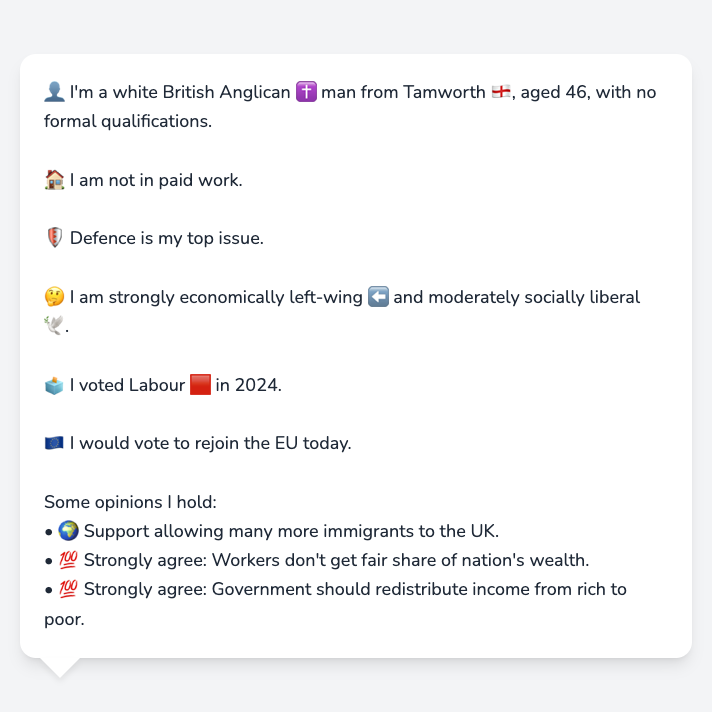 👤 I'm a white British Anglican ✝️ man from Tamworth 🏴󠁧󠁢󠁥󠁮󠁧󠁿, aged 46, with no
formal qualifications.
🏠 I am not in paid work.
🛡️ Defence is my top issue.
🤔 I am strongly economically left-wing ⬅️ and moderately socially liberal
🕊️.
🗳️ I voted Labour 🟥 in 2024.
🇪🇺 I would vote to rejoin the EU today.
Some opinions I hold:
• 🌍 Support allowing many more immigrants to the UK.
• 💯 Strongly agree: Workers don't get fair share of nation's wealth.
• 💯 Strongly agree: Government should redistribute income from rich to
poor.